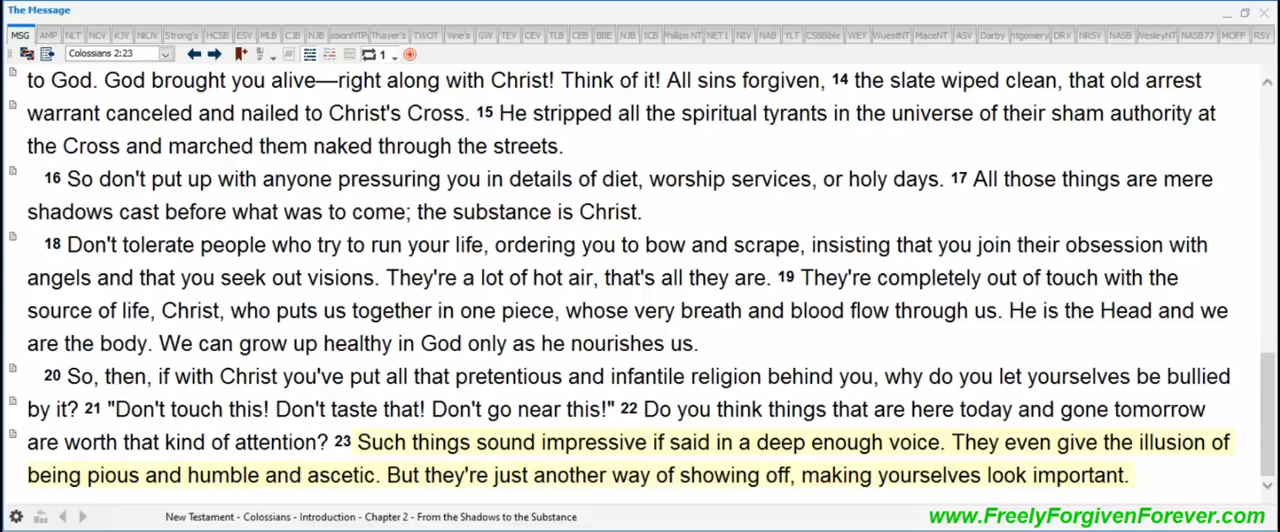 The Message
MSG AMP NLT NCV KJV NKJV Strong's HCSB ESV MLB CJB NJB Thayer's TWOT Vine's GW TEV CEV TLB CEB BBE NJB ICB Phillips NT NET1 NIV NAB YLT CSBBible WEY WuestNT MaceNT ASV Darby DRV NRSV NASB WesleyNT NASB77 MOFF RSV
Colossians 2:23 1
to God. God brought you alive—right along with Christ! Think of it! All sins forgiven, 14 the slate wiped clean, that old arrest
warrant canceled and nailed to Christ's Cross. 15 He stripped all the spiritual tyrants in the universe of their sham authority at
the Cross and marched them naked through the streets.
16 So don't put up with anyone pressuring you in details of diet, worship services, or holy days. 17 All those things are mere
shadows cast before what was to come; the substance is Christ.
18 Don't tolerate people who try to run your life, ordering you to bow and scrape, insisting that you join their obsession with
angels and that you seek out visions. They're a lot of hot air, that's all they are. 19 They're completely out of touch with the
source of life, Christ, who puts us together in one piece, whose very breath and blood flow through us. He is the Head and we
are the body. We can grow up healthy in God only as he nourishes us.
20 So, then, if with Christ you've put all that pretentious and infantile religion behind you, why do you let yourselves be bullied
by it? 21 "Don't touch this! Don't taste that! Don't go near this!" 22 Do you think things that are here today and gone tomorrow
are worth that kind of attention? 23 Such things sound impressive if said in a deep enough voice. They even give the illusion of
being pious and humble and ascetic. But they're just another way of showing off, making yourselves look important.
New Testament - Colossians - Introduction - Chapter 2 - From the Shadows to the Substance
www.FreelyForgivenForever.com